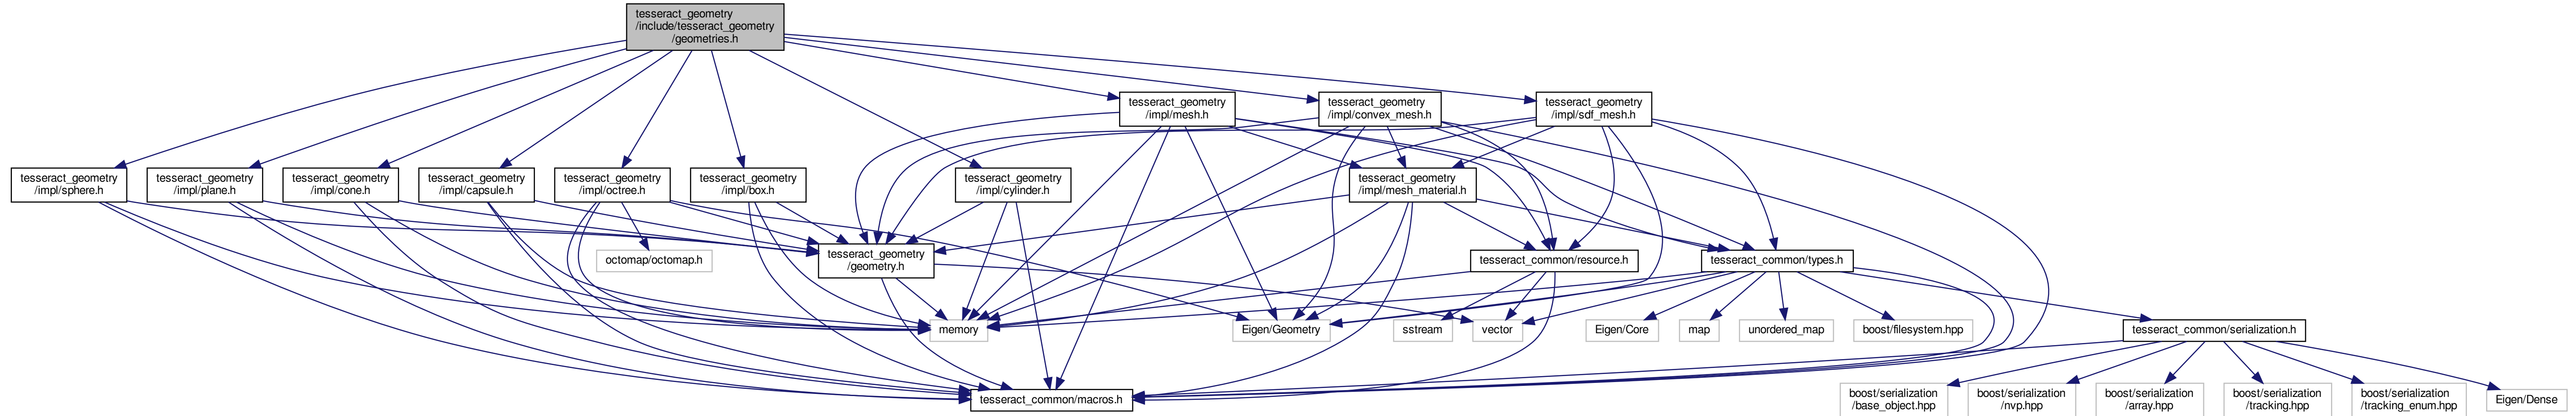 tesseract_geometry
/include/tesseract_geometry
/geometries.h
tesseract_geometry
/impl/mesh.h
tesseract_geometry
/impl/convex_mesh.h
tesseract_geometry
/impl/sdf_mesh.h
tesseract_geometry
/impl/sphere.h
tesseract_geometry
/impl/plane.h
tesseract_geometry
/impl/cone.h
tesseract_geometry
/impl/capsule.h
tesseract_geometry
/impl/octree.h
tesseract_geometry
/impl/box.h
tesseract_geometry
/impl/cylinder.h
tesseract_geometry
/impl/mesh_material.h
octomap/octomap.h
tesseract_geometry
/geometry.h
tesseract_common/resource.h
tesseract_common/types.h
memory
Eigen/Geometry
sstream
vector
Eigen/Core
map
unordered_map
boost/filesystem.hpp
tesseract_common/serialization.h
tesseract_common/macros.h
boost/serialization
/base_object.hpp
boost/serialization
/nvp.hpp
boost/serialization
/array.hpp
boost/serialization
/tracking.hpp
boost/serialization
/tracking_enum.hpp
Eigen/Dense